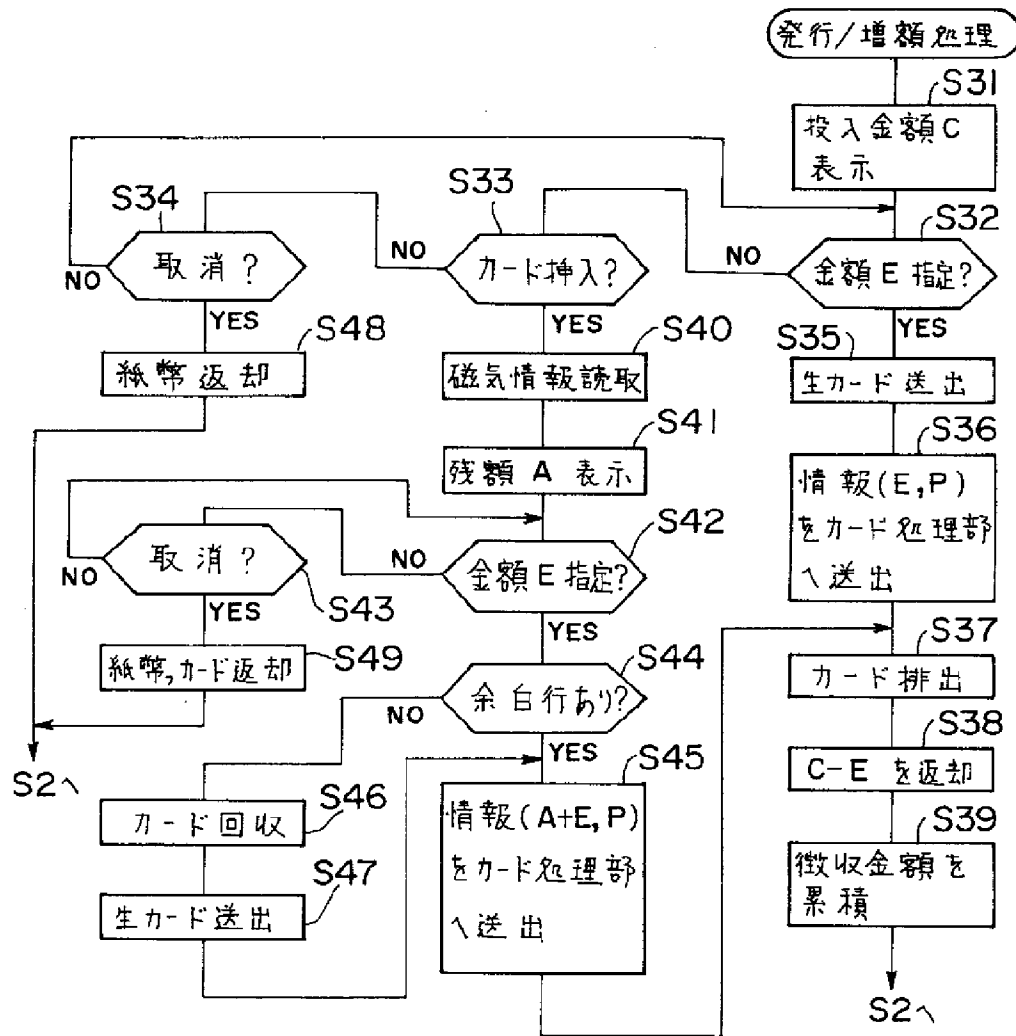 発行/増額処理
S31
投入金額C
表示
S32
金額E指定?
NO
YES
S33
カード挿入?
NO
YES
S34
取消?
NO
YES
S48
紙幣返却
S40
磁気情報読取
S41
残額 A 表示
S42
金額E指定?
NO
YES
取消?
S43
NO
YES
S49
紙幣,カード返却
S2へ
S44
余白行あり?
NO
YES
S46
カード回収
S47
生カード送出
S45
情報(A+E,P)
をカード処理部
へ送出
S35
生カード送出
S36
情報(E,P)
をカード処理部
へ送出
S37
カード排出
S38
C-Eを返却
S39
徴収金額を
累積
S2へ